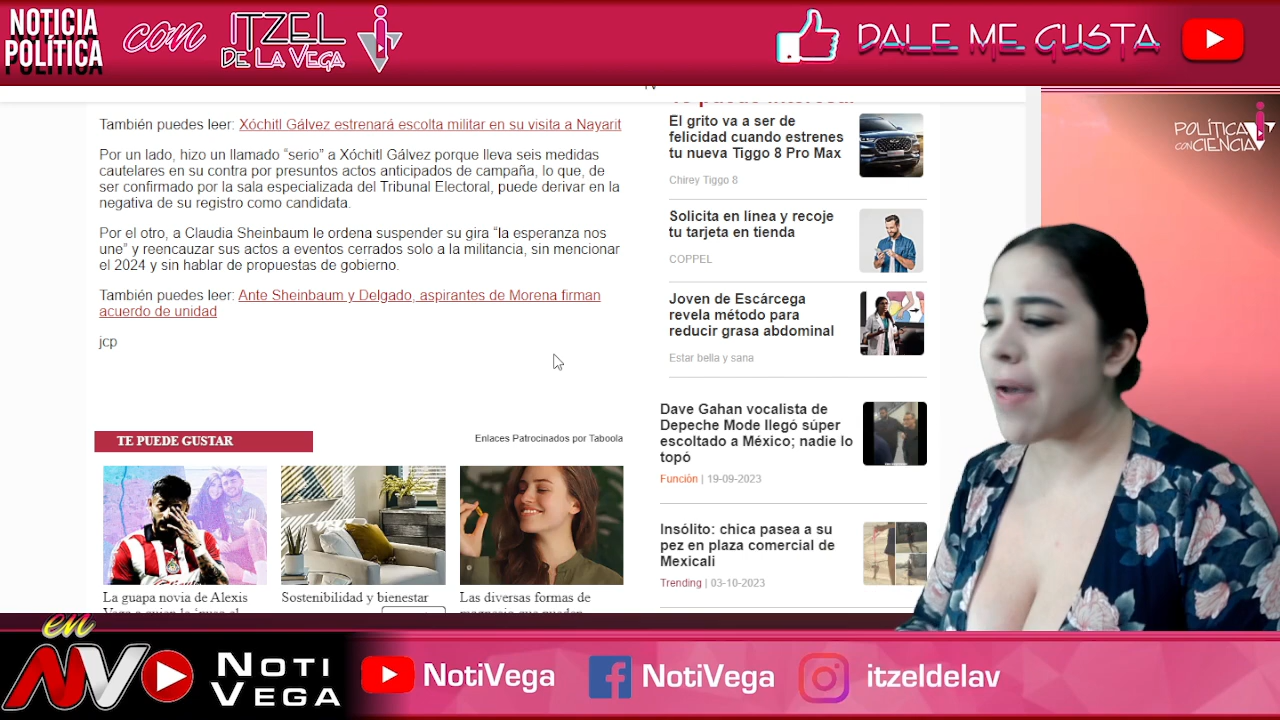 NOTICIA
POLÍTICA
con
ITZEL
DE LA VEGA
DALE ME GUSTA
POLÍTICA
CON CIENCIA
También puedes leer: Xóchitl Gálvez estrenará escolta militar en su visita a Nayarit
Por un lado, hizo un llamado “serio” a Xóchitl Gálvez porque lleva seis medidas
cautelares en su contra por presuntos actos anticipados de campaña, lo que, de
ser confirmado por la sala especializada del Tribunal Electoral, puede derivar en la
negativa de su registro como candidata.
Por el otro, a Claudia Sheinbaum le ordena suspender su gira “la esperanza nos
une” y reencauzar sus actos a eventos cerrados solo a la militancia, sin mencionar
el 2024 y sin hablar de propuestas de gobierno.
También puedes leer: Ante Sheinbaum y Delgado, aspirantes de Morena firman
acuerdo de unidad
jcp
TE PUEDE GUSTAR
Enlaces Patrocinados por Taboola
La guapa novia de Alexis
Sostenibilidad y bienestar
Las diversas formas de
El grito va a ser de
felicidad cuando estrenes
tu nueva Tiggo 8 Pro Max
Chirey Tiggo 8
Solicita en linea y recoje
tu tarjeta en tienda
COPPEL
Joven de Escárcega
revela método para
reducir grasa abdominal
Estar bella y sana
Dave Gahan vocalista de
Depeche Mode llegó súper
escoltado a México; nadie lo
topó
Función | 19-09-2023
Insólito: chica pasea a su
pez en plaza comercial de
Mexicali
Trending | 03-10-2023
en
NV
NOTI
VEGA
NotiVega
NotiVega
itzeldelav